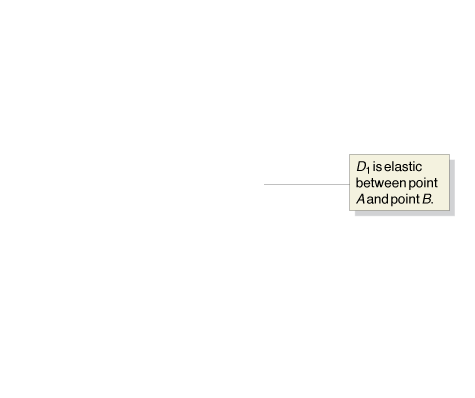 D₁ is elastic
between point
A and point B.